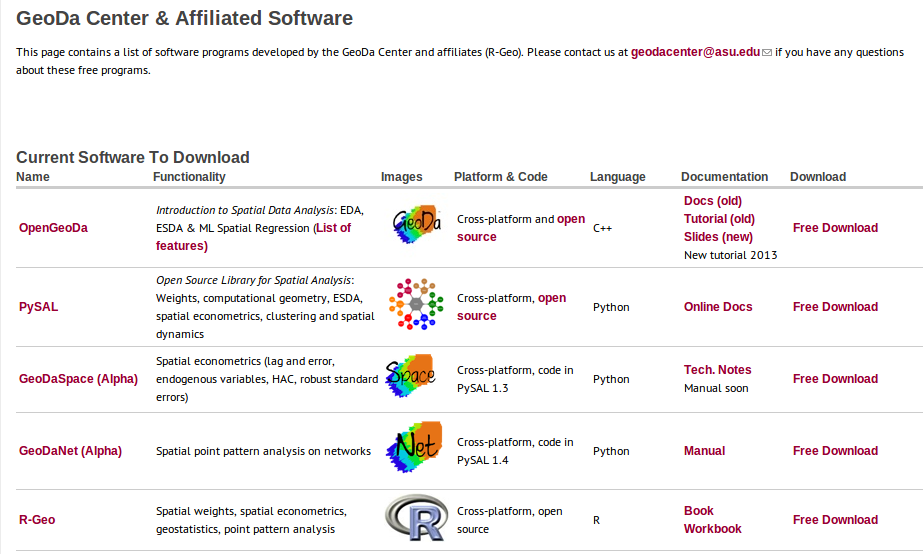 GeoDa Center & Affiliated Software
This page contains a list of software programs developed by the GeoDa Center and affiliates (R-Geo). Please contact us at geodacenter@asu.edu if you have any questions
about these free programs.
Current Software To Download
Name Functionality Images Platform & Code Language Documentation Download
OpenGeoDa
Introduction to Spatial Data Analysis: EDA,
ESDA & ML Spatial Regression (List of
features)
GeoDa
Cross-platform and open
source
C++
Docs (old)
Tutorial (old)
Slides (new)
New tutorial 2013
Free Download
PySAL
Open Source Library for Spatial Analysis:
Weights, computational geometry, ESDA,
spatial econometrics, clustering and spatial
dynamics
Cross-platform, open
source
Python
Online Docs
Free Download
GeoDaSpace (Alpha)
Spatial econometrics (lag and error,
endogenous variables, HAC, robust standard
errors)
Space
Cross-platform, code in
PySAL 1.3
Python
Tech. Notes
Manual soon
Free Download
GeoDaNet (Alpha)
Spatial point pattern analysis on networks
Net
Cross-platform, code in
PySAL 1.4
Python
Manual
Free Download
R-Geo
Spatial weights, spatial econometrics,
geostatistics, point pattern analysis
R
Cross-platform, open
source
R
Book
Workbook
Free Download